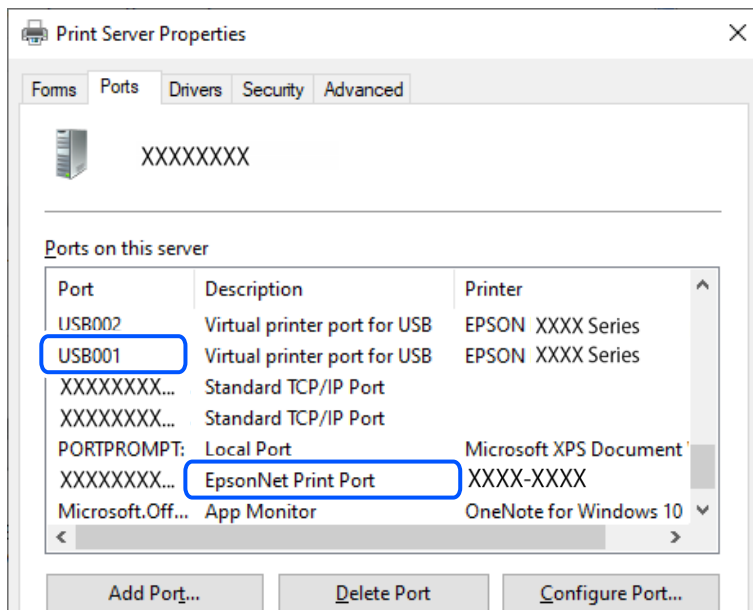 Print Server Properties
Forms Ports Drivers Security Advanced
XXXXXXXX
Ports on this server
Port Description Printer
USB002 Virtual printer port for USB EPSON XXXX Series
USB001 Virtual printer port for USB EPSON XXXX Series
XXXXXXXX... Standard TCP/IP Port
XXXXXXXX... Standard TCP/IP Port
PORTPROMPT: Local Port Microsoft XPS Document
XXXXXXXX... EpsonNet Print Port XXXX-XXXX
Microsoft.Off... App Monitor OneNote for Windows 10
Add Port... Delete Port Configure Port...